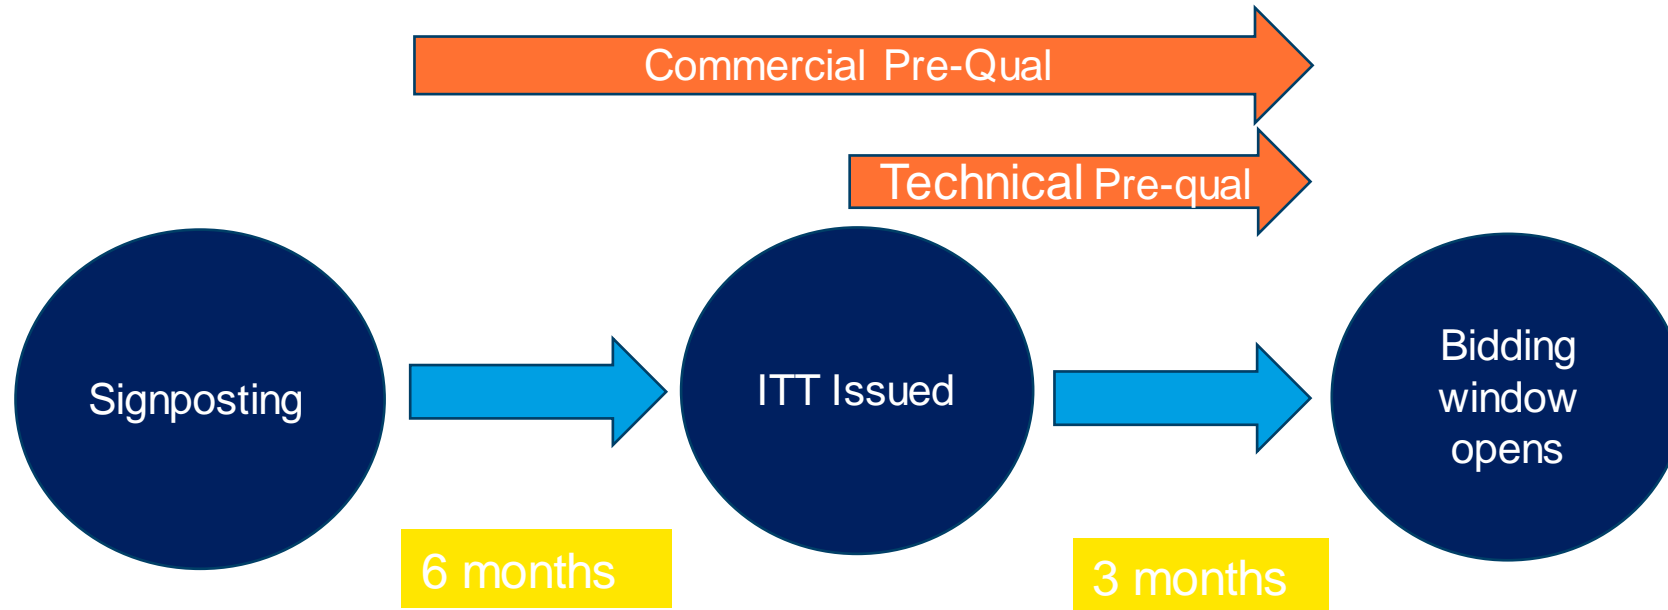 Commercial Pre-Qual
Technical Pre-qual
Signposting
ITT Issued
Bidding
window
opens
6 months
3 months